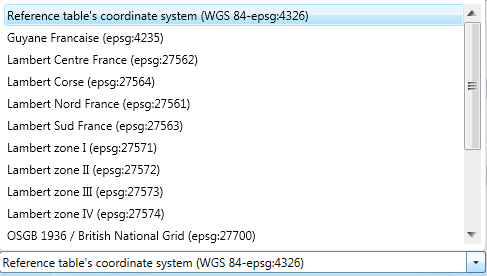 Reference table's coordinate system (WGS 84-epsg:4326)
Guyane Francaise (epsg:4235)
Lambert Centre France (epsg:27562)
Lambert Corse (epsg:27564)
Lambert Nord France (epsg:27561)
Lambert Sud France (epsg:27563)
Lambert zone I (epsg:27571)
Lambert zone II (epsg:27572)
Lambert zone III (epsg:27573)
Lambert zone IV (epsg:27574)
OSGB 1936 / British National Grid (epsg:27700)
Reference table's coordinate system (WGS 84-epsg:4326)